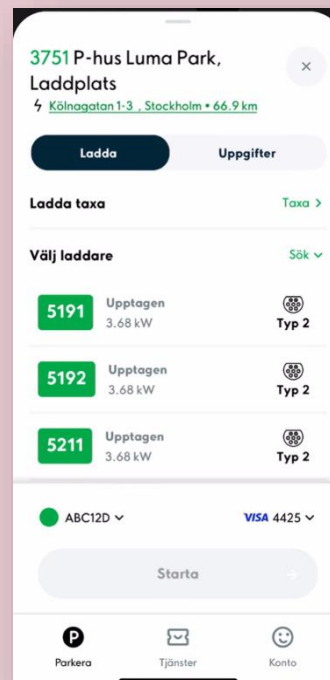 3751 P-hus Luma Park,
Laddplats
Kölnagatan 1-3 , Stockholm • 66.9 km
Ladda
Uppgifter
Ladda taxa
Taxa >
Välj laddare
Sök
5191
Upptagen
3.68 kW
Typ 2
5192
Upptagen
3.68 kW
Typ 2
5211
Upptagen
3.68 kW
Typ 2
ABC12D
VISA 4425
Starta
P
Parkera
Tjänster
Konto